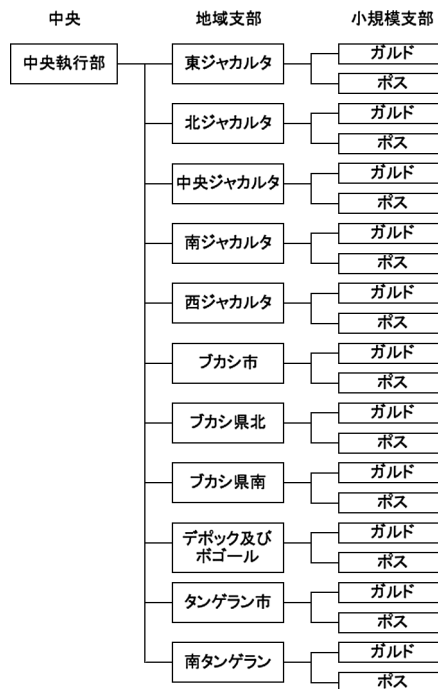 中央
地域支部
小規模支部
中央執行部
東ジャカルタ
ガルド
ポス
北ジャカルタ
ガルド
ポス
中央ジャカルタ
ガルド
ポス
南ジャカルタ
ガルド
ポス
西ジャカルタ
ガルド
ポス
ブカシ市
ガルド
ポス
ブカシ県北
ガルド
ポス
ブカシ県南
ガルド
ポス
デポック及び
ボゴール
ガルド
ポス
タンゲラン市
ガルド
ポス
南タンゲラン
ガルド
ポス